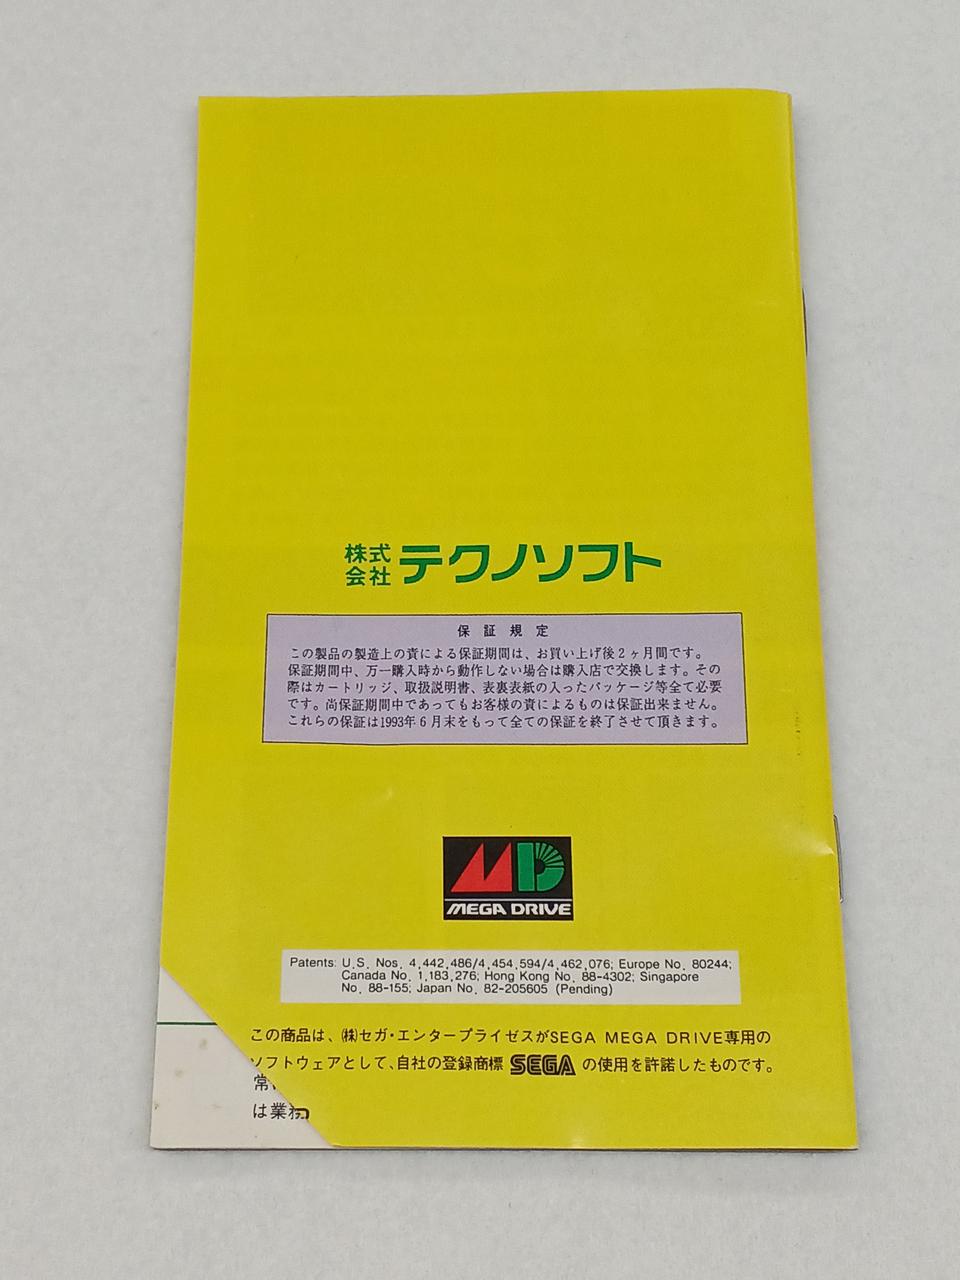 株式
会社 テクノソフト
保証規定
この製品の製造上の責による保証期間は、お買い上げ後2ヶ月間です。
保証期間中、万一購入時から動作しない場合は購入店で交換します。その
際はカートリッジ、取扱説明書、表裏表紙の入ったパッケージ等全て必要
です。尚保証期間中であってもお客様の責によるものは保証出来ません。
これらの保証は1993年6月末をもって全ての保証を終了させて頂きます。
MD
MEGA DRIVE
Patents: U.S. Nos. 4,442,486/4,454,594/4,462,076; Europe No. 80244;
Canada No. 1,183,276; Hong Kong No. 88-4302; Singapore
No. 88-155; Japan No. 82-205605 (Pending)
この商品は、㈱セガ・エンタープライゼスがSEGA MEGA DRIVE専用の
ソフトウェアとして、自社の登録商標 SEGA の使用を許諾したものです。
常
は業務